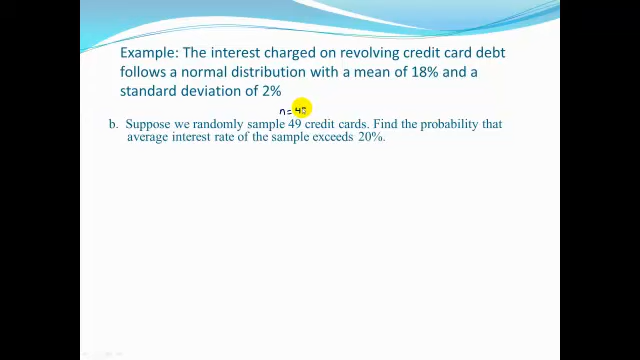 Example: The interest charged on revolving credit card debt
follows a normal distribution with a mean of 18% and a
standard deviation of 2%
n=49
b. Suppose we randomly sample 49 credit cards. Find the probability that
average interest rate of the sample exceeds 20%.